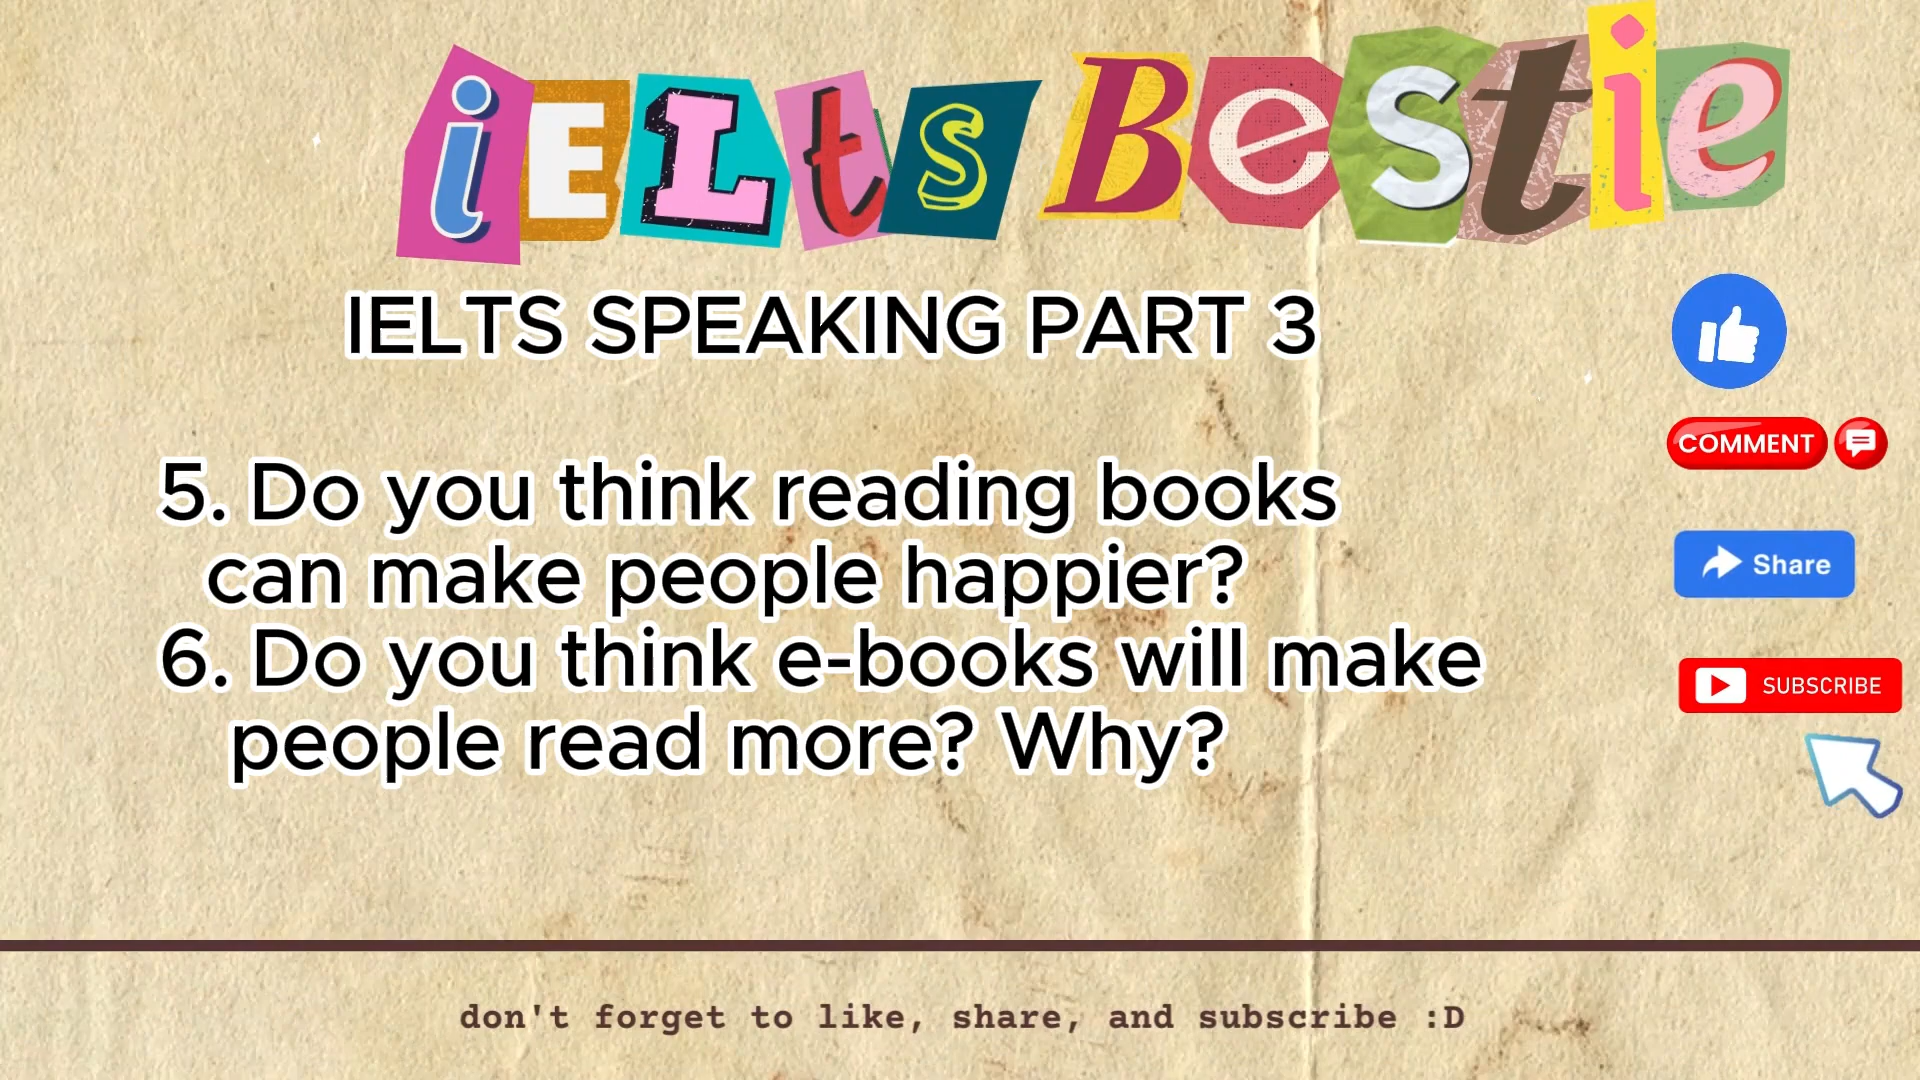 iELtS BeStie
IELTS SPEAKING PART 3
COMMENT
5. Do you think reading books
can make people happier?
Share
6. Do you think e-books will make
people read more? Why?
SUBSCRIBE
don't forget to like, share, and subscribe :D